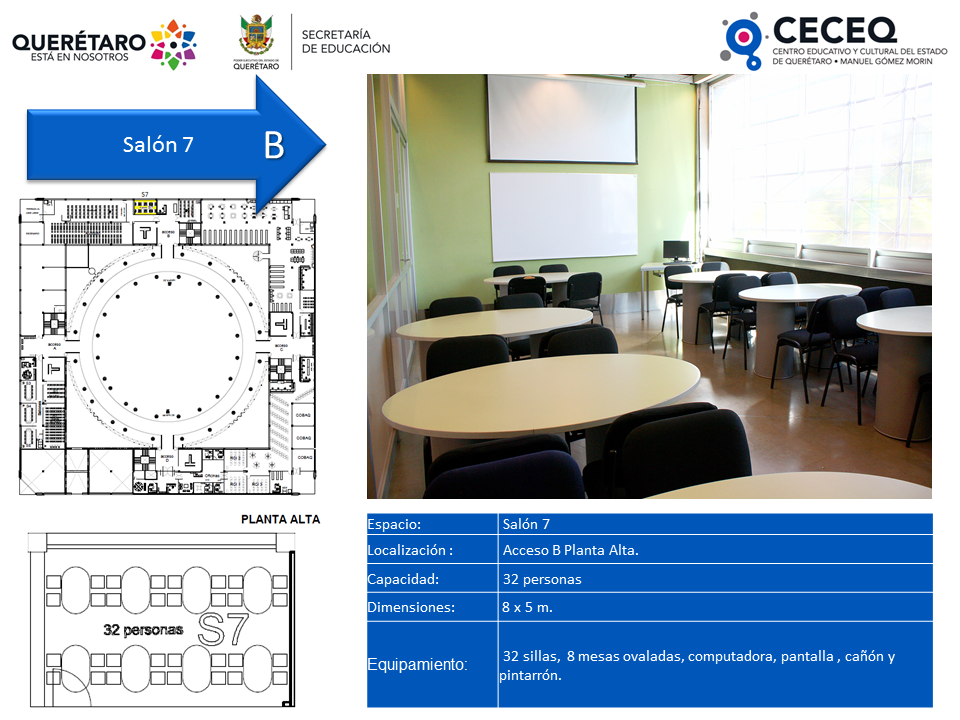 QUERÉTARO
ESTÁ EN NOSOTROS
PODER EJECUTIVO DEL ESTADO DE
QUERÉTARO
SECRETARÍA
DE EDUCACIÓN
CECEQ
CENTRO EDUCATIVO Y CULTURAL DEL ESTADO
DE QUERÉTARO • MANUEL GÓMEZ MORIN
Salón 7
B
S7
ACCESO
B
ACCESO
A
ACCESO
C
COBAQ
COBAQ
COBAQ
ACCESO
D
Oficinas
PLANTA ALTA
32 personas
S7
Espacio: Salón 7
Localización : Acceso B Planta Alta.
Capacidad: 32 personas
Dimensiones: 8 x 5 m.
Equipamiento: 32 sillas, 8 mesas ovaladas, computadora, pantalla , cañón y
pintarrón.